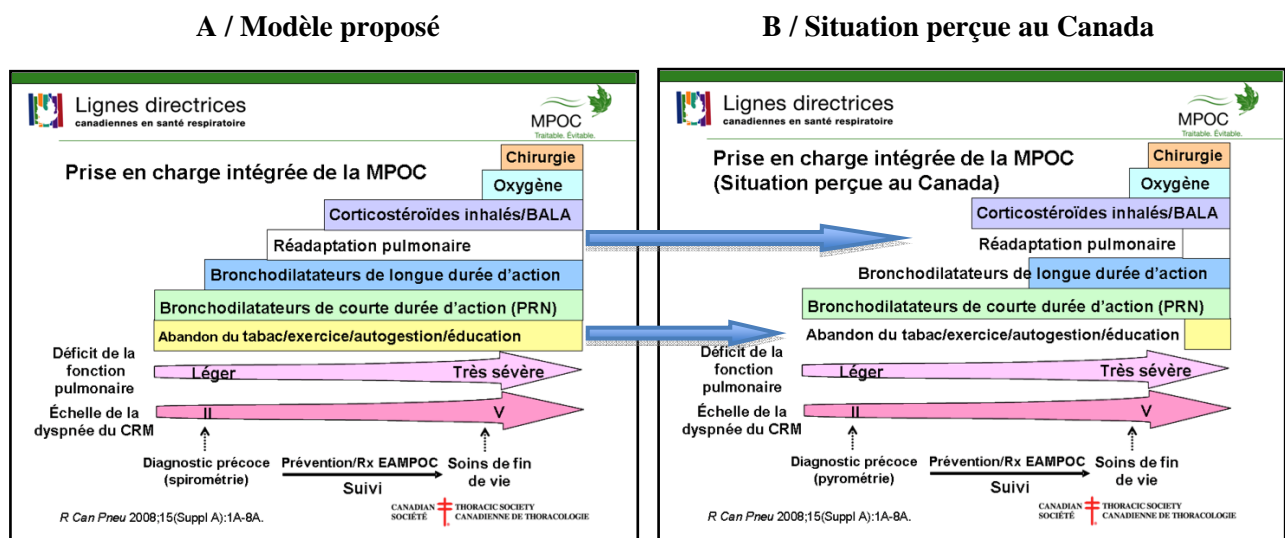 A / Modèle proposé
Lignes directrices
canadiennes en santé respiratoire
MPOC
Traitable. Évitable.
Prise en charge intégrée de la MPOC
Chirurgie
Oxygène
Corticostéroïdes inhalés/BALA
Réadaptation pulmonaire
Bronchodilatateurs de longue durée d'action
Bronchodilatateurs de courte durée d'action (PRN)
Abandon du tabac/exercice/autogestion/éducation
Déficit de la
fonction
pulmonaire
Léger
Très sévère
Échelle de la
dyspnée du CRM
II
V
Diagnostic précoce
(spirométrie)
Prévention/Rx EAMPOC
Suivi
Soins de fin
de vie
R Can Pneu 2008;15(Suppl A):1A-8A.
CANADIAN THORACIC SOCIETY
SOCIÉTÉ CANADIENNE DE THORACOLOGIE
B / Situation perçue au Canada
Lignes directrices
canadiennes en santé respiratoire
MPOC
Traitable. Évitable.
Prise en charge intégrée de la MPOC
(Situation perçue au Canada)
Chirurgie
Oxygène
Corticostéroïdes inhalés/BALA
Réadaptation pulmonaire
Bronchodilatateurs de longue durée d'action
Bronchodilatateurs de courte durée d'action (PRN)
Abandon du tabac/exercice/autogestion/éducation
Déficit de la
fonction
pulmonaire
Léger
Très sévère
Échelle de la
dyspnée du CRM
II
V
Diagnostic précoce
(pyrométrie)
Prévention/Rx EAMPOC
Suivi
Soins de fin
de vie
R Can Pneu 2008;15(Suppl A):1A-8A.
CANADIAN THORACIC SOCIETY
SOCIÉTÉ CANADIENNE DE THORACOLOGIE